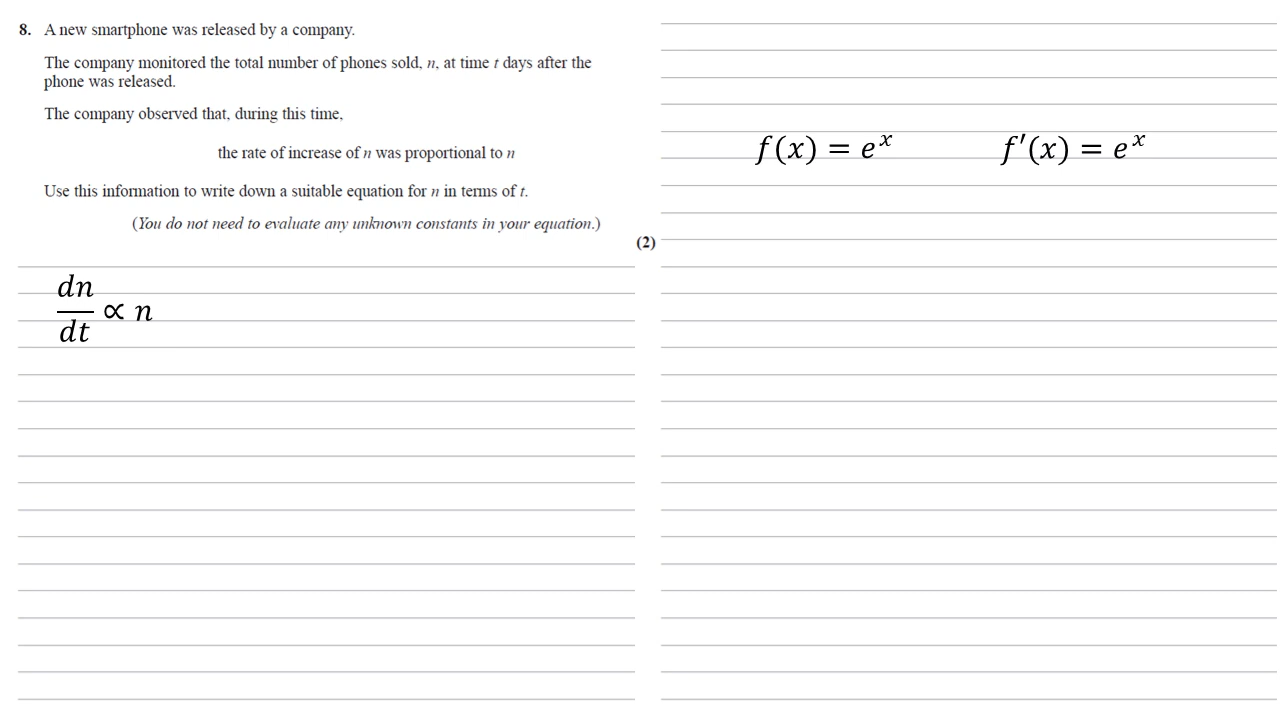 8. A new smartphone was released by a company.
The company monitored the total number of phones sold, n, at time t days after the
phone was released.
The company observed that, during this time,
the rate of increase of n was proportional to n
Use this information to write down a suitable equation for n in terms of t.
(You do not need to evaluate any unknown constants in your equation.)
(2)
dn/dt ∝ n
f(x) = e^x f′(x) = e^x